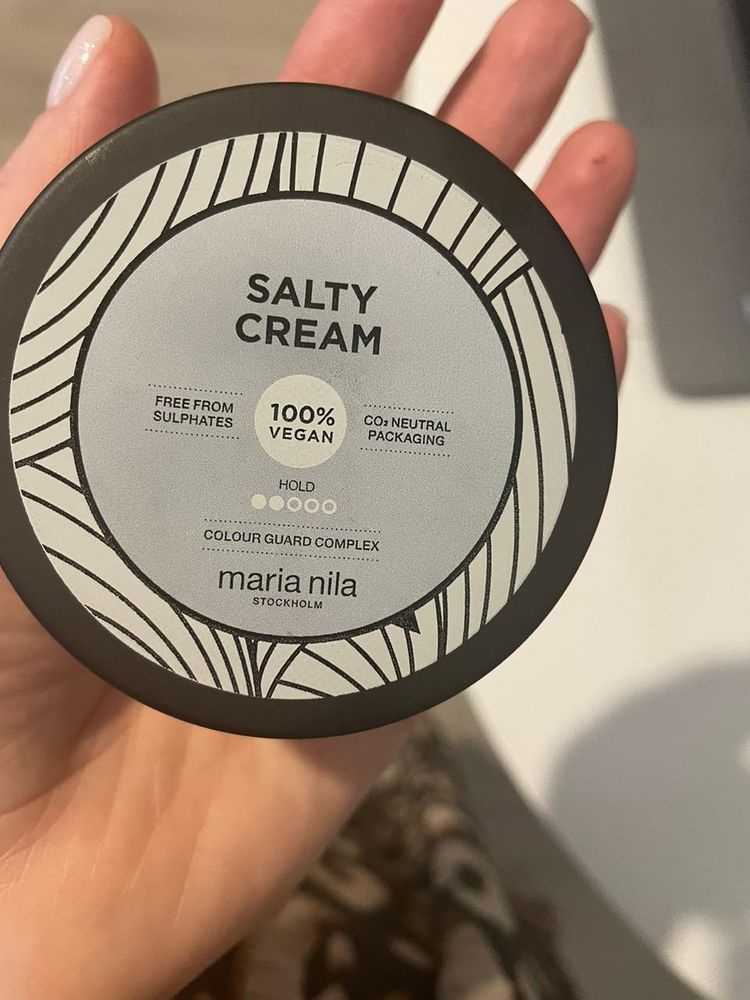 SALTY
CREAM
FREE FROM
SULPHATES
100%
VEGAN
CO₂ NEUTRAL
PACKAGING
HOLD
COLOUR GUARD COMPLEX
maria nila
STOCKHOLM